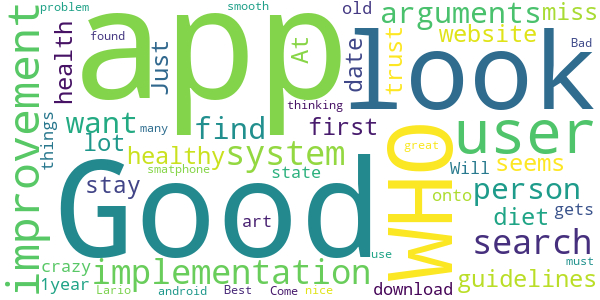 problem
smooth
old
arguments
miss
improvement
health
found
app
Just
At
look
date
trust
website
thinking
things
want
many
lot
find
first
user
healthy
system
WHO
great
Will
seems
stay
smatphone
state
Good
art
onto
person
diet
gets
search
crazy
implementation
use
must
1year
Lario
android
Best
Come
nice
download
guidelines
Bad